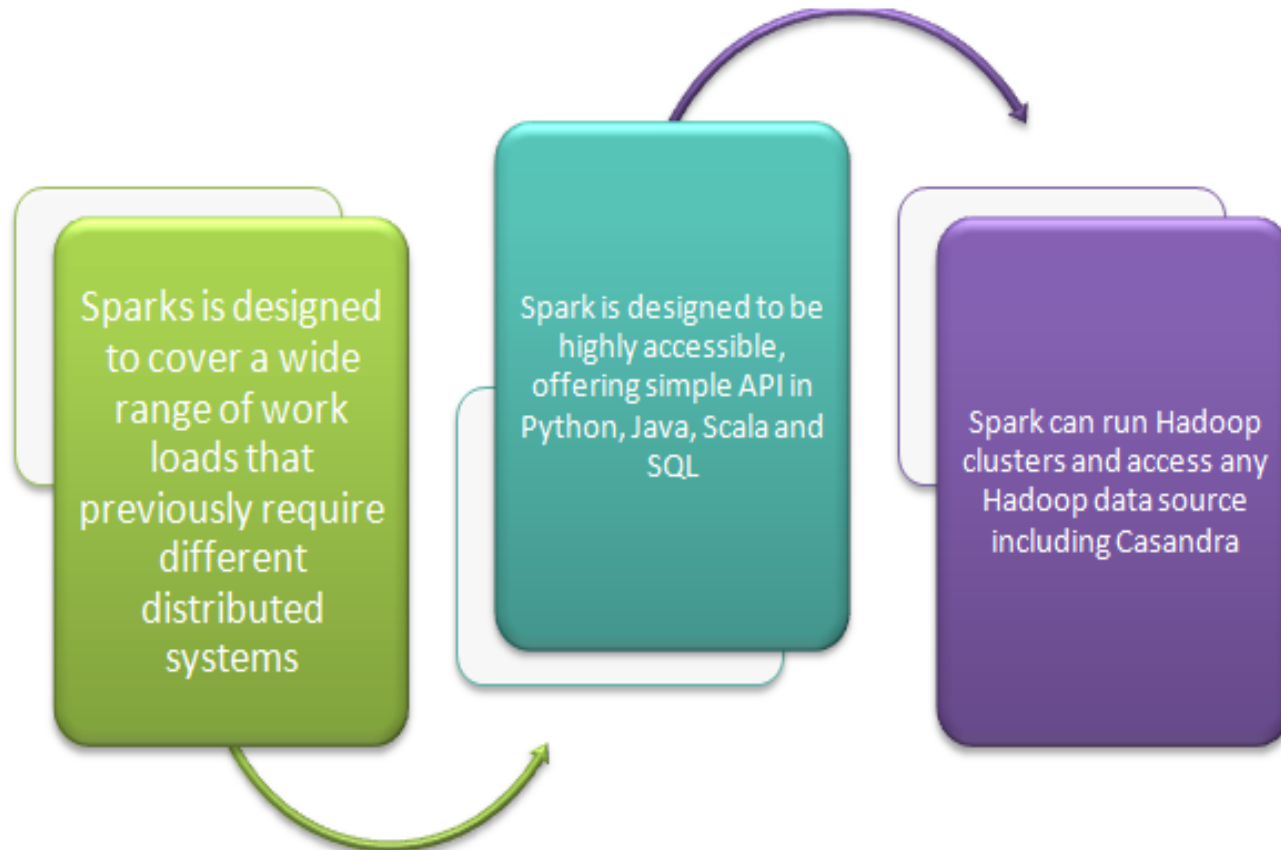 Sparks is designed
to cover a wide
range of work
loads that
previously require
different
distributed
systems
Spark is designed to be
highly accessible,
offering simple API in
Python, Java, Scala and
SQL
Spark can run Hadoop
clusters and access any
Hadoop data source
including Casandra